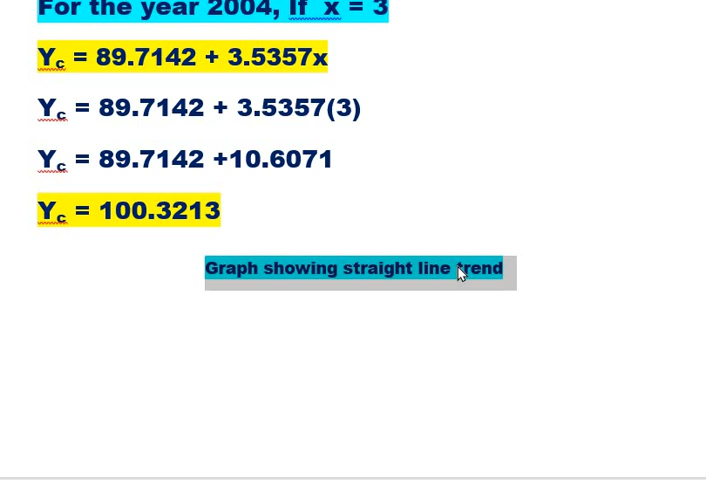 For the year 2004, If x = 3
Yc = 89.7142 + 3.5357x
Yc = 89.7142 + 3.5357(3)
Yc = 89.7142 +10.6071
Yc = 100.3213
Graph showing straight line trend